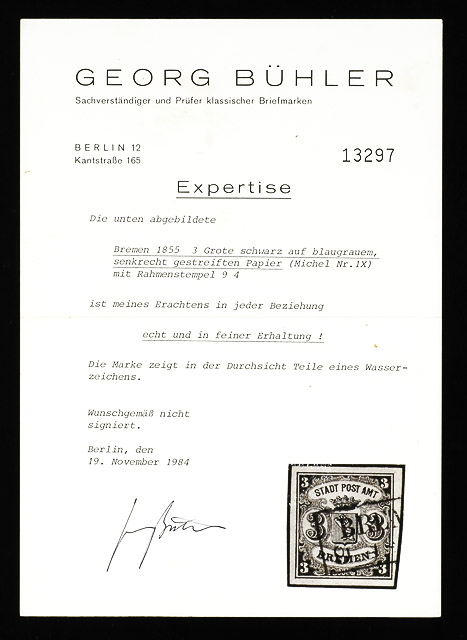 GEORG BÜHLER
Sachverständiger und Prüfer klassischer Briefmarken
BERLIN 12
Kantstraße 165
13297
Expertise
Die unten abgebildete
Bremen 1855 3 Grote schwarz auf blaugrauem,
senkrecht gestreiften Papier (Michel Nr.1X)
mit Rahmenstempel 9 4
ist meines Erachtens in jeder Beziehung
echt und in feiner Erhaltung !
Die Marke zeigt in der Durchsicht Teile eines Wasser=
zeichens.
Wunschgemäß nicht
signiert.
Berlin, den
19. November 1984
3 3
STADT POST AMT
3 3
BREMEN
3 3